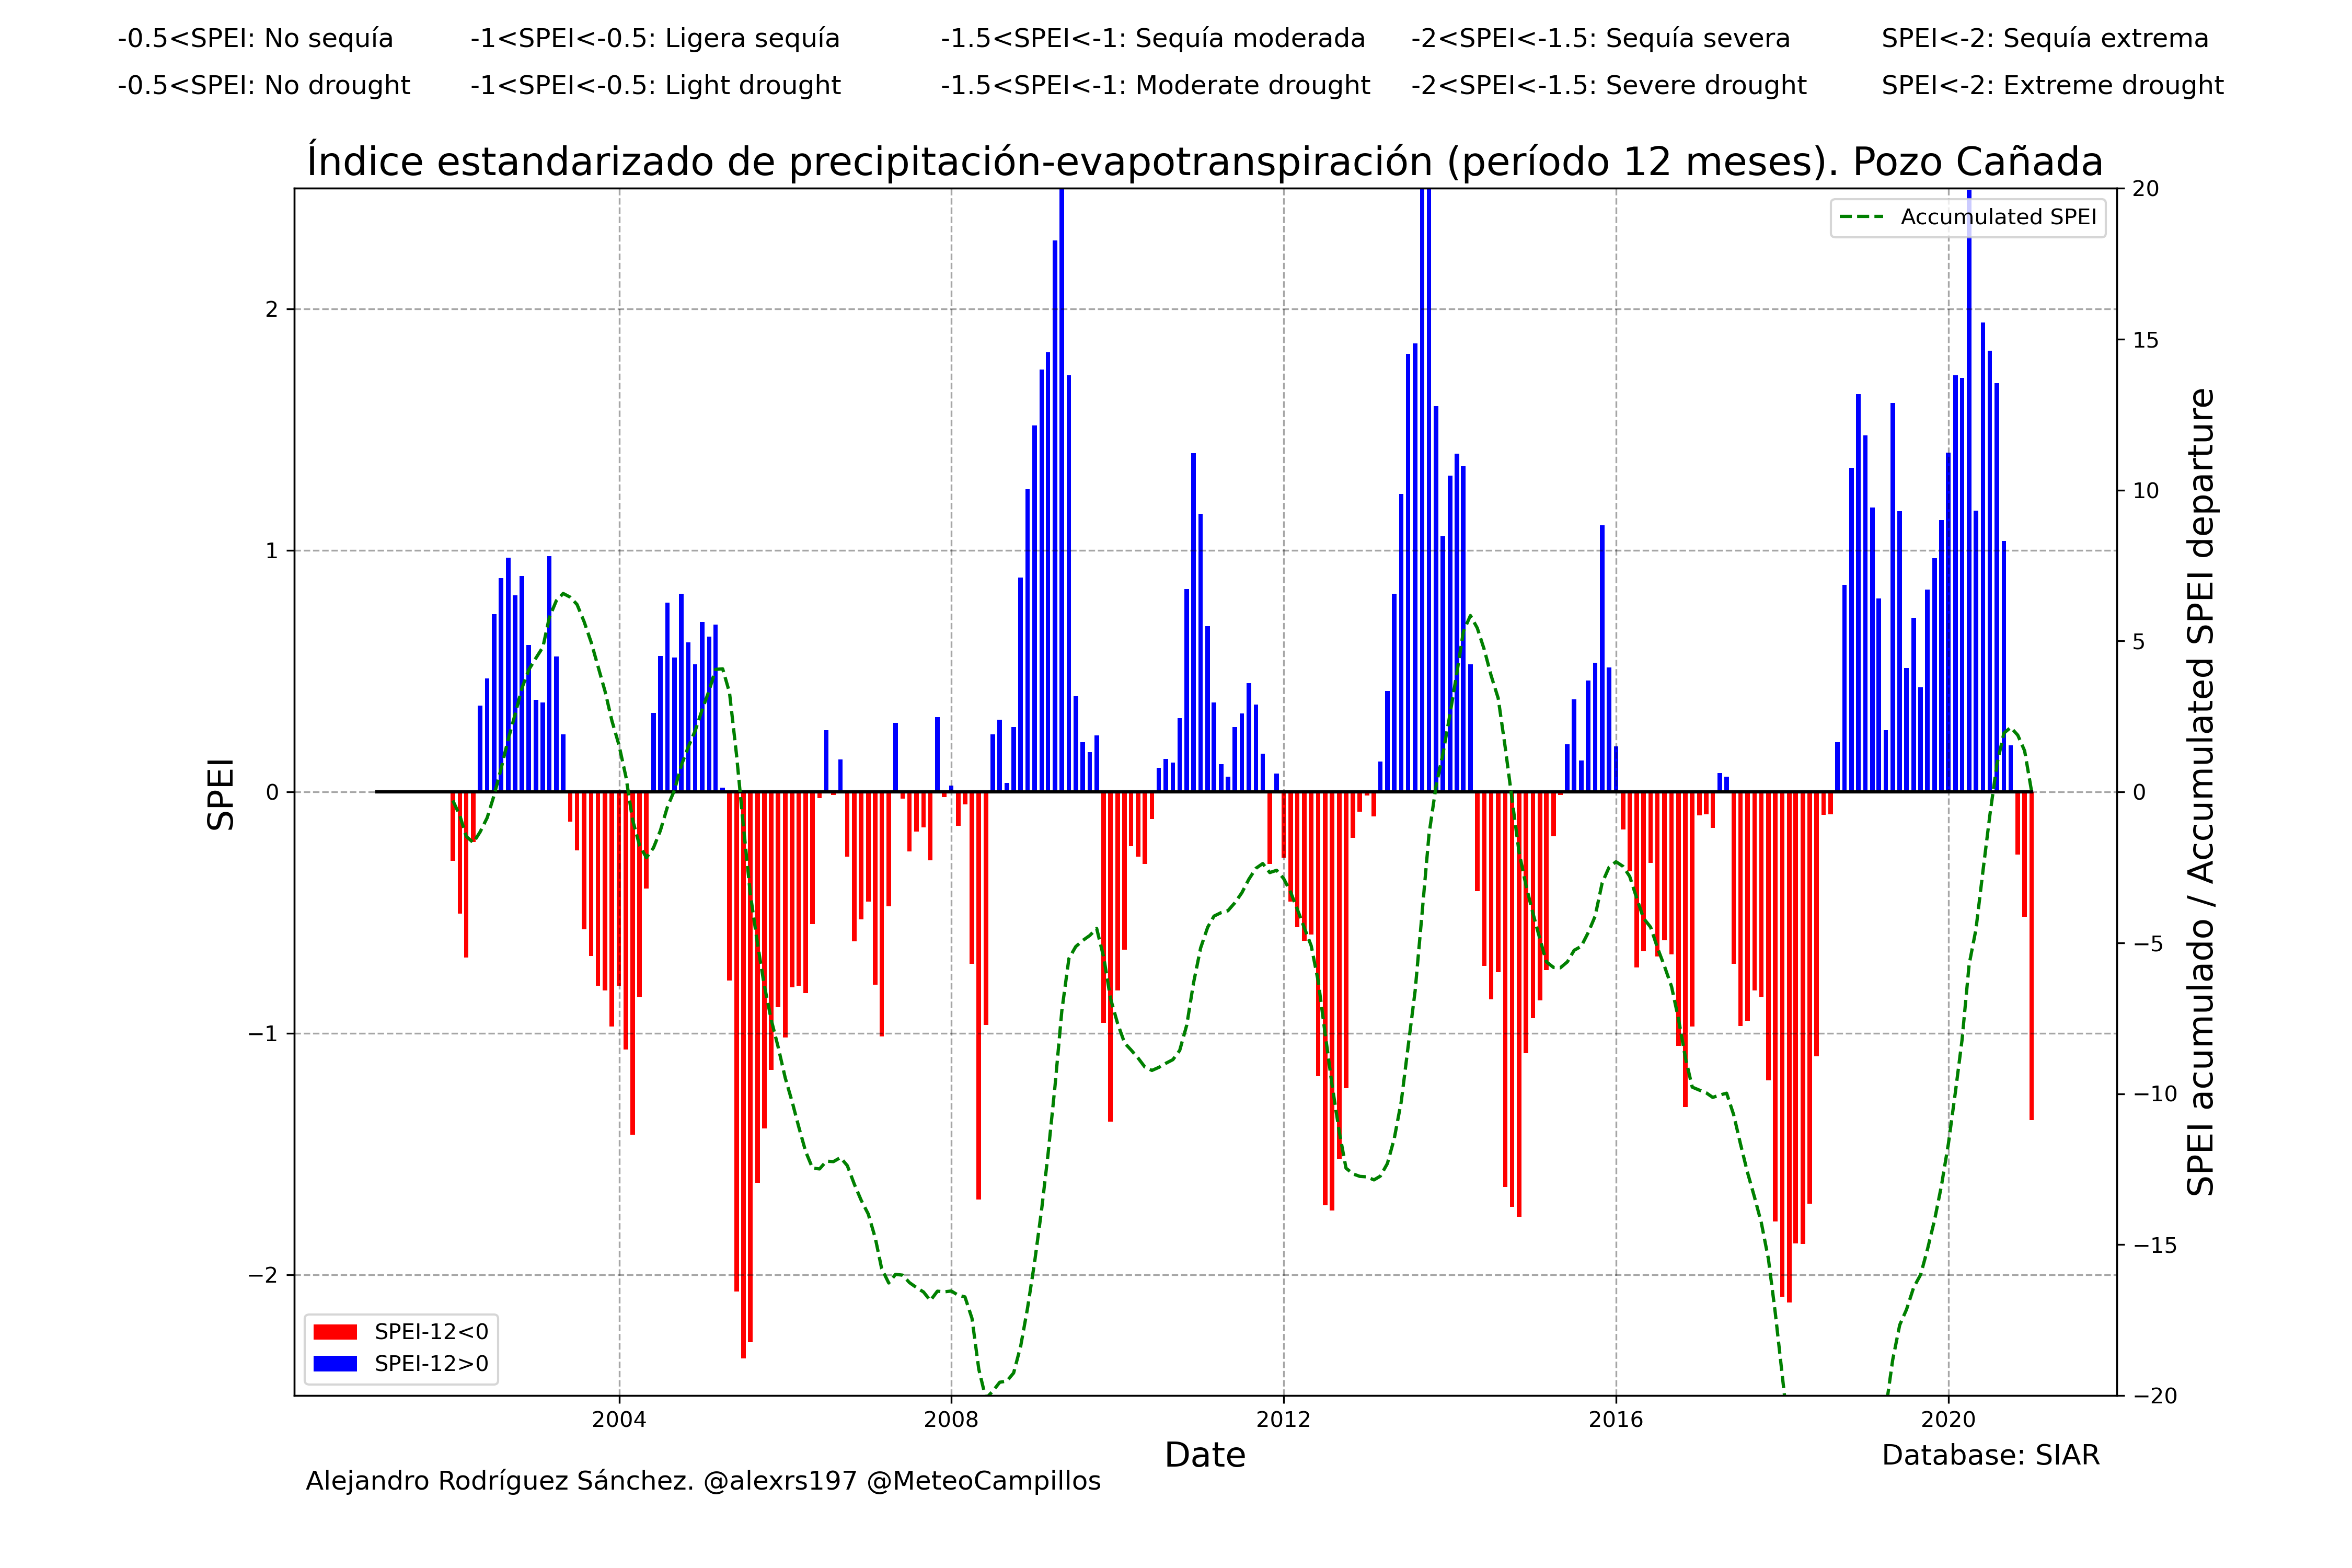 -0.5<SPEI: No sequía -1<SPEI<-0.5: Ligera sequía -1.5<SPEI<-1: Sequía moderada -2<SPEI<-1.5: Sequía severa SPEI<-2: Sequía extrema
-0.5<SPEI: No drought -1<SPEI<-0.5: Light drought -1.5<SPEI<-1: Moderate drought -2<SPEI<-1.5: Severe drought SPEI<-2: Extreme drought
Índice estandarizado de precipitación-evapotranspiración (período 12 meses). Pozo Cañada
Accumulated SPEI
SPEI
2
1
0
−1
−2
20
15
10
5
0
−5
−10
−15
−20
SPEI acumulado / Accumulated SPEI departure
SPEI-12<0
SPEI-12>0
2004 2008 2012 2016 2020
Date
Database: SIAR
Alejandro Rodríguez Sánchez. @alexrs197 @MeteoCampillos